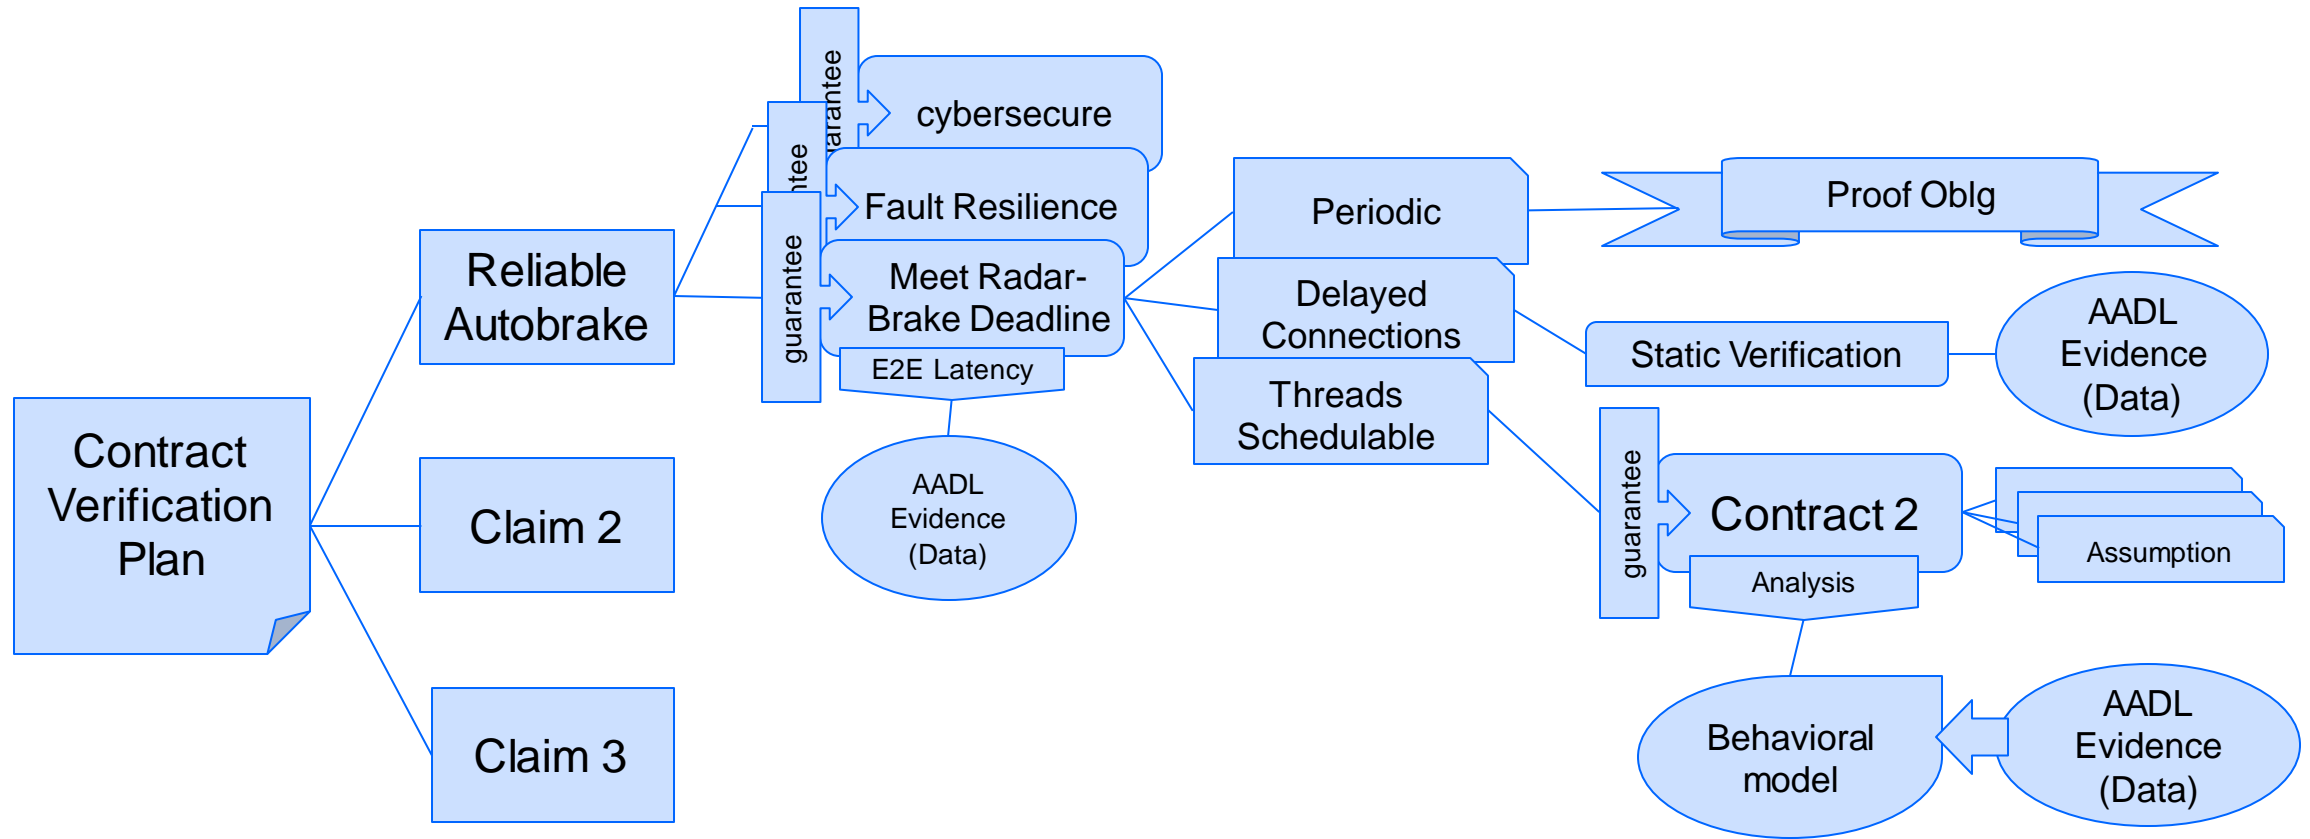 Contract
Verification
Plan
Reliable
Autobrake
Claim 2
Claim 3
guarantee
cybersecure
Fault Resilience
guarantee
Meet Radar-
Brake Deadline
E2E Latency
AADL
Evidence
(Data)
Periodic
Delayed
Connections
Threads
Schedulable
Proof Oblg
Static Verification
AADL
Evidence
(Data)
guarantee
Contract 2
Analysis
Assumption
Behavioral
model
AADL
Evidence
(Data)